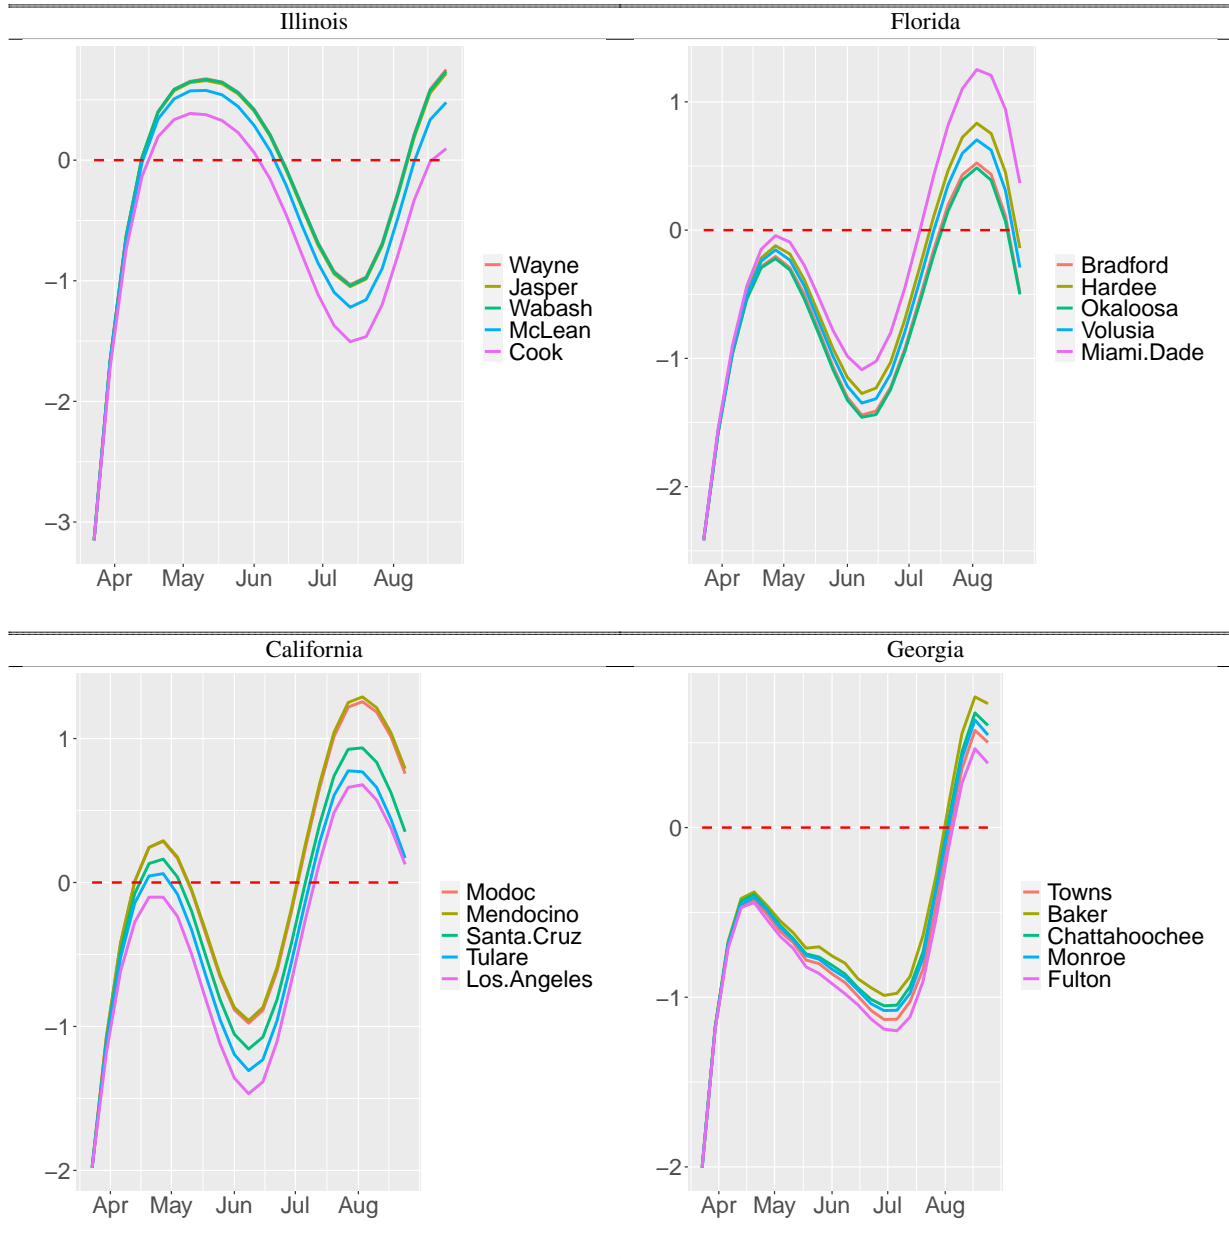 Illinois
Florida
0
−1
−2
−3
Apr May Jun Jul Aug
Wayne
Jasper
Wabash
McLean
Cook
1
0
−1
−2
Apr May Jun Jul Aug
Bradford
Hardee
Okaloosa
Volusia
Miami.Dade
California
Georgia
1
0
−1
−2
Apr May Jun Jul Aug
Modoc
Mendocino
Santa.Cruz
Tulare
Los.Angeles
0
−1
−2
Apr May Jun Jul Aug
Towns
Baker
Chattahoochee
Monroe
Fulton